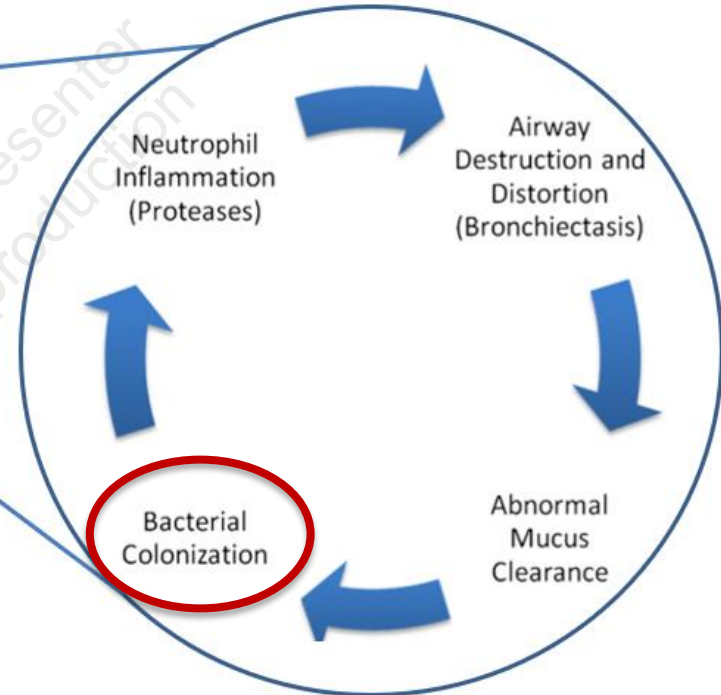 Neutrophil
Inflammation
(Proteases)
Airway
Destruction and
Distortion
(Bronchiectasis)
Abnormal
Mucus
Clearance
Bacterial
Colonization